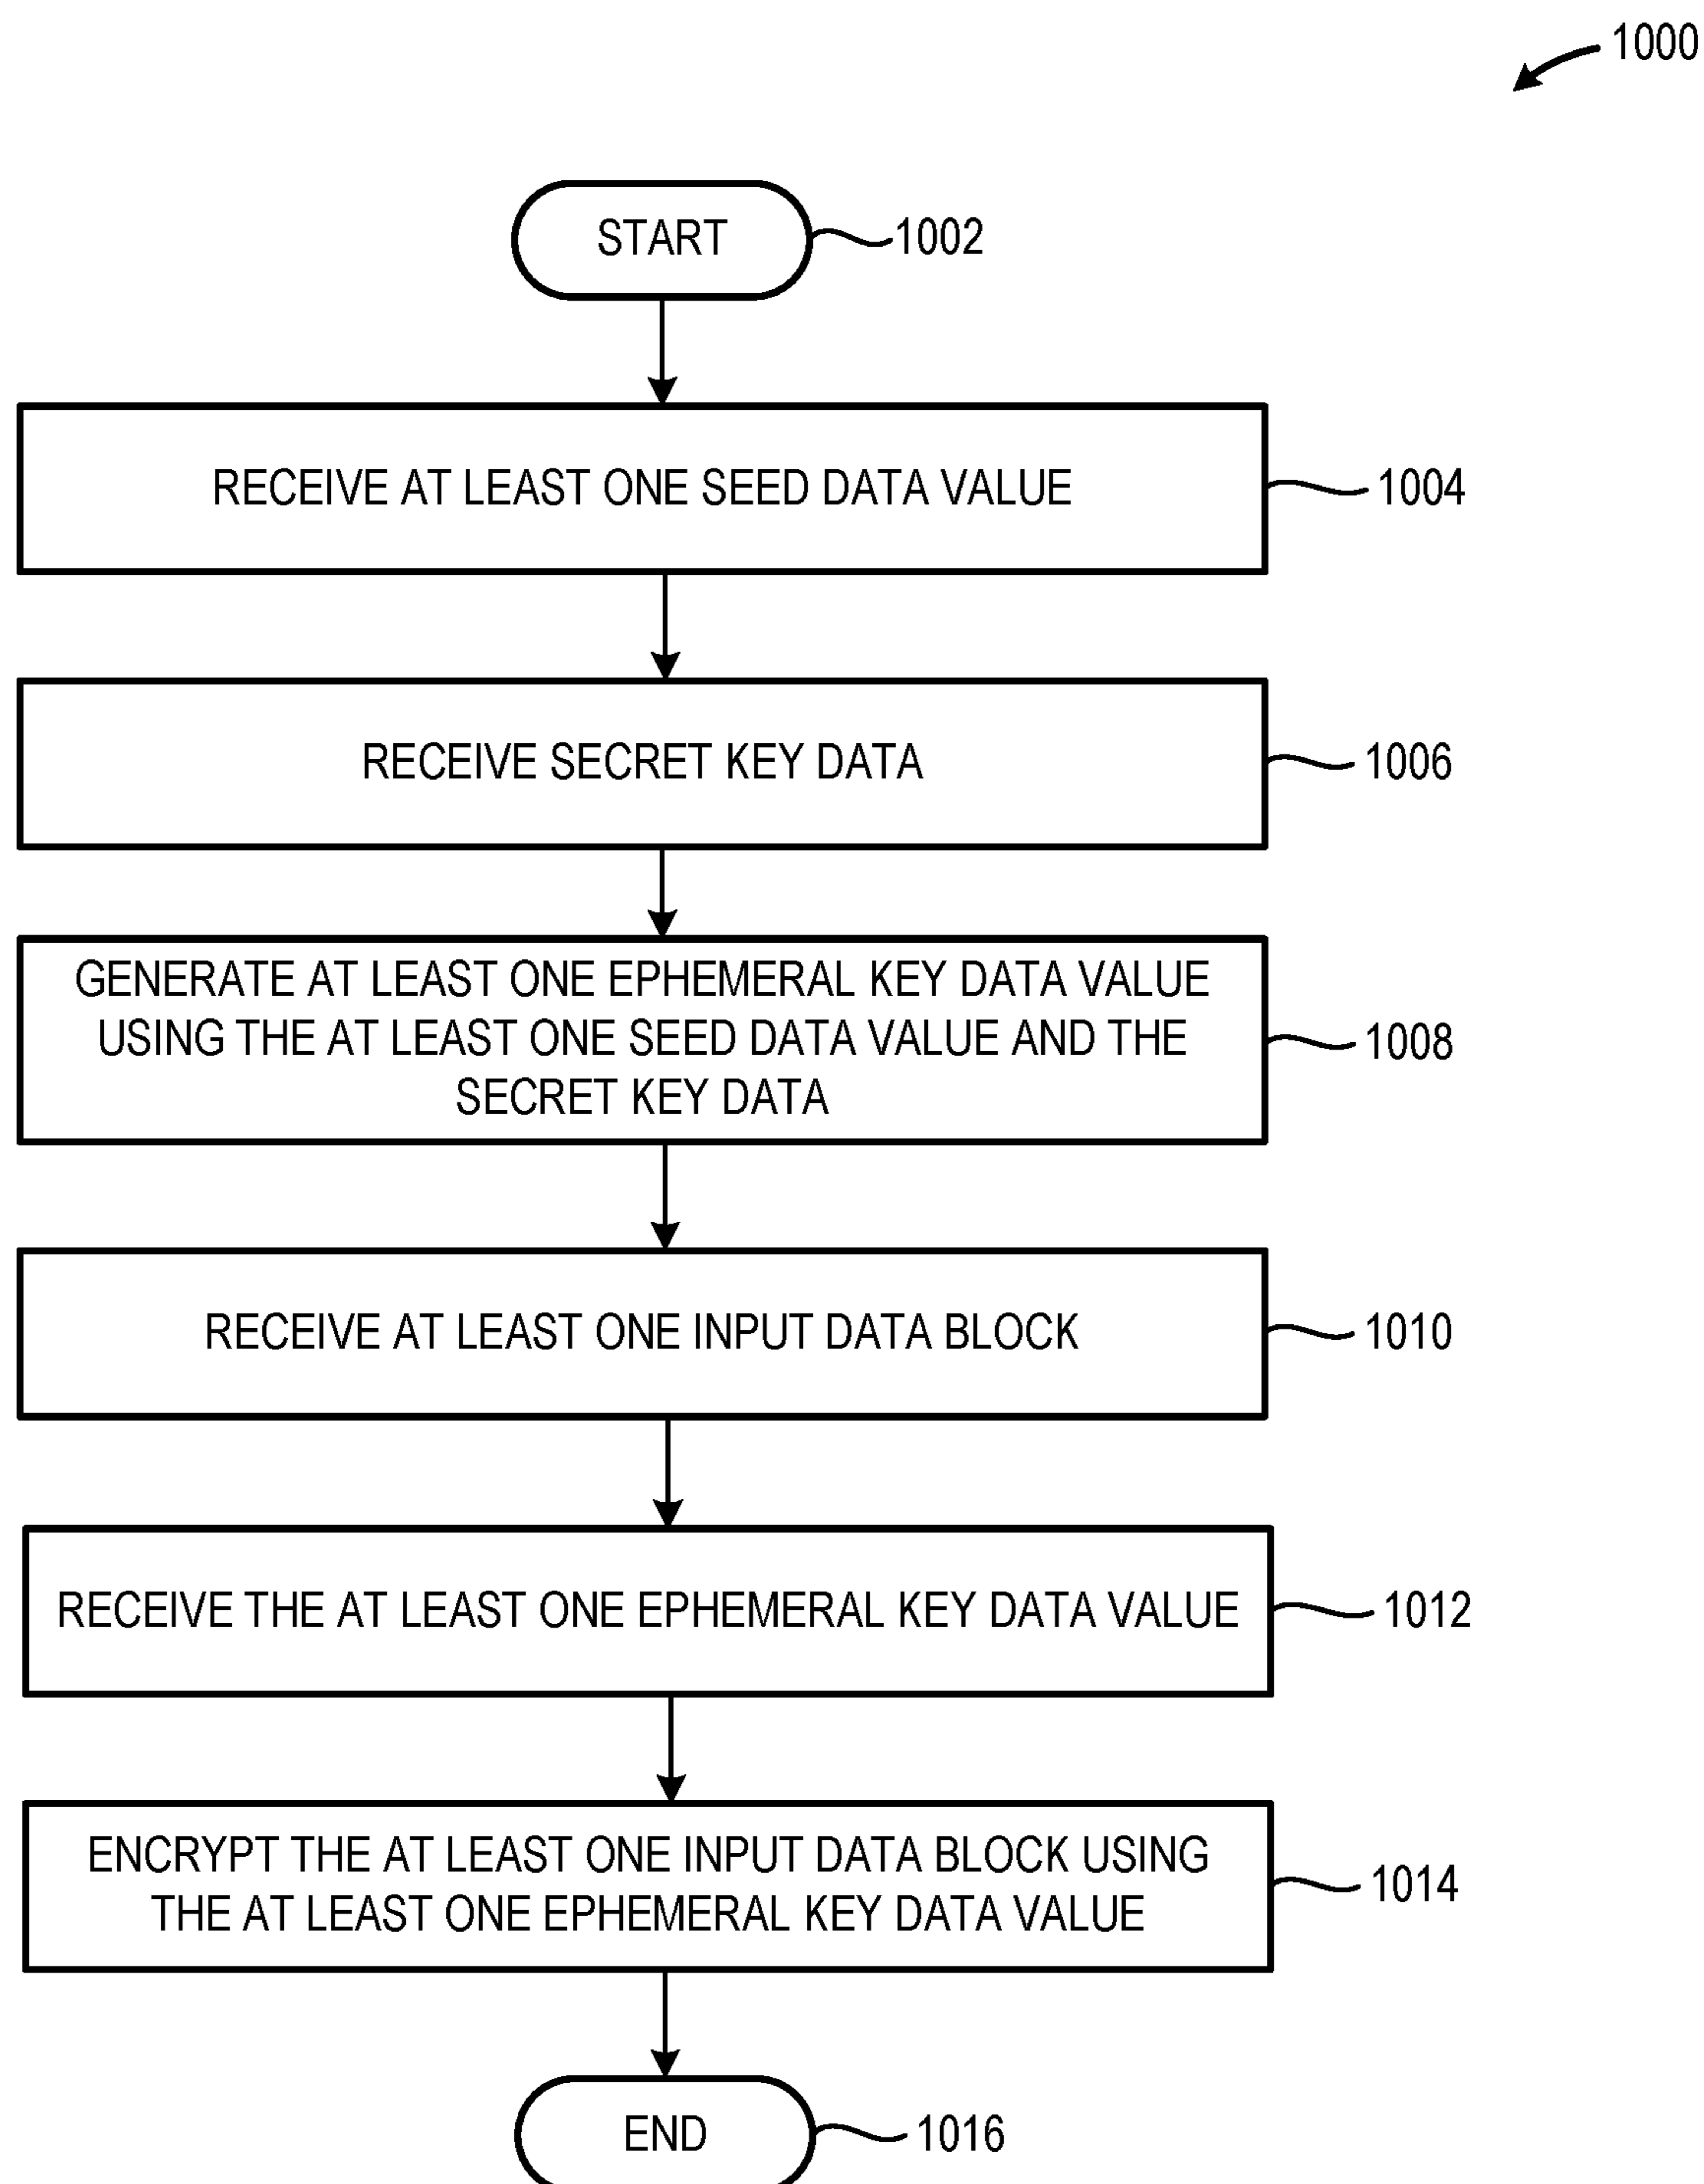 1000
START
1002
RECEIVE AT LEAST ONE SEED DATA VALUE
1004
RECEIVE SECRET KEY DATA
1006
GENERATE AT LEAST ONE EPHEMERAL KEY DATA VALUE
USING THE AT LEAST ONE SEED DATA VALUE AND THE
SECRET KEY DATA
1008
RECEIVE AT LEAST ONE INPUT DATA BLOCK
1010
RECEIVE THE AT LEAST ONE EPHEMERAL KEY DATA VALUE
1012
ENCRYPT THE AT LEAST ONE INPUT DATA BLOCK USING
THE AT LEAST ONE EPHEMERAL KEY DATA VALUE
1014
END
1016